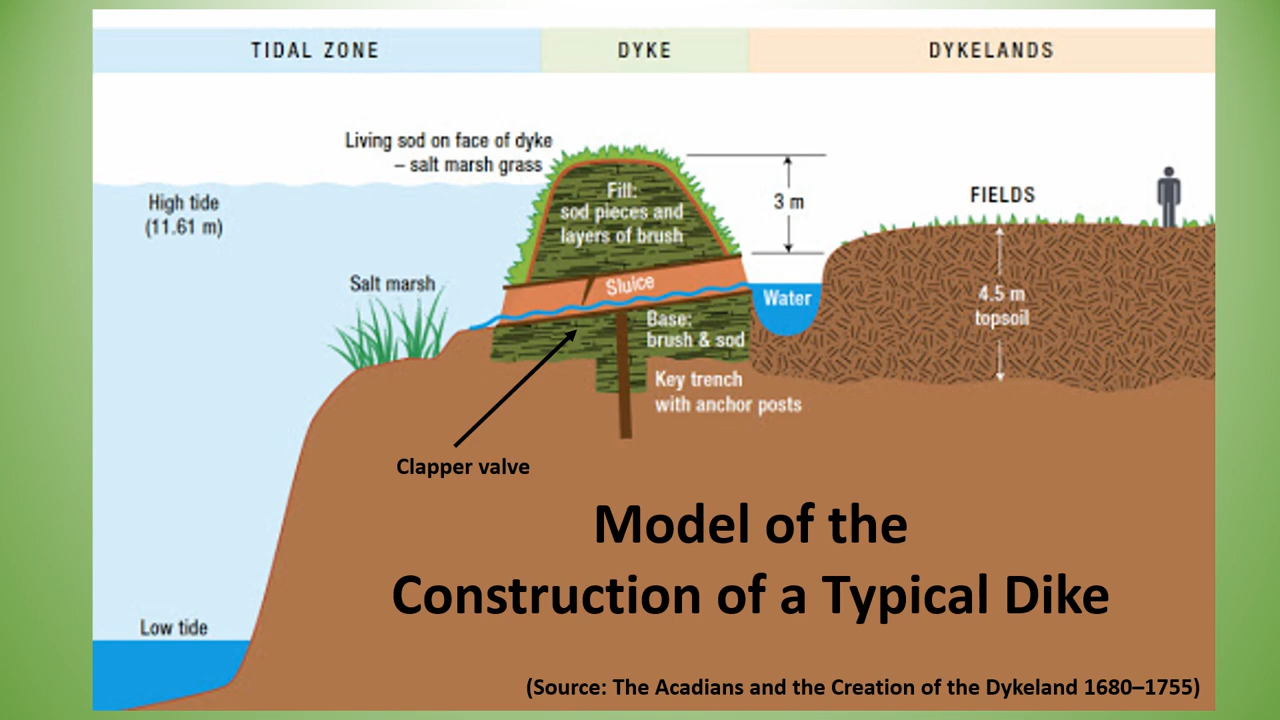 TIDAL ZONE
DYKE
DYKELANDS
Living sod on face of dyke
– salt marsh grass
High tide
(11.61 m)
Fill:
sod pieces and
layers of brush
3 m
FIELDS
Salt marsh
Sluice
Water
4.5 m
topsoil
Base:
brush & sod
Key trench
with anchor posts
Clapper valve
Model of the
Construction of a Typical Dike
Low tide
(Source: The Acadians and the Creation of the Dykeland 1680–1755)